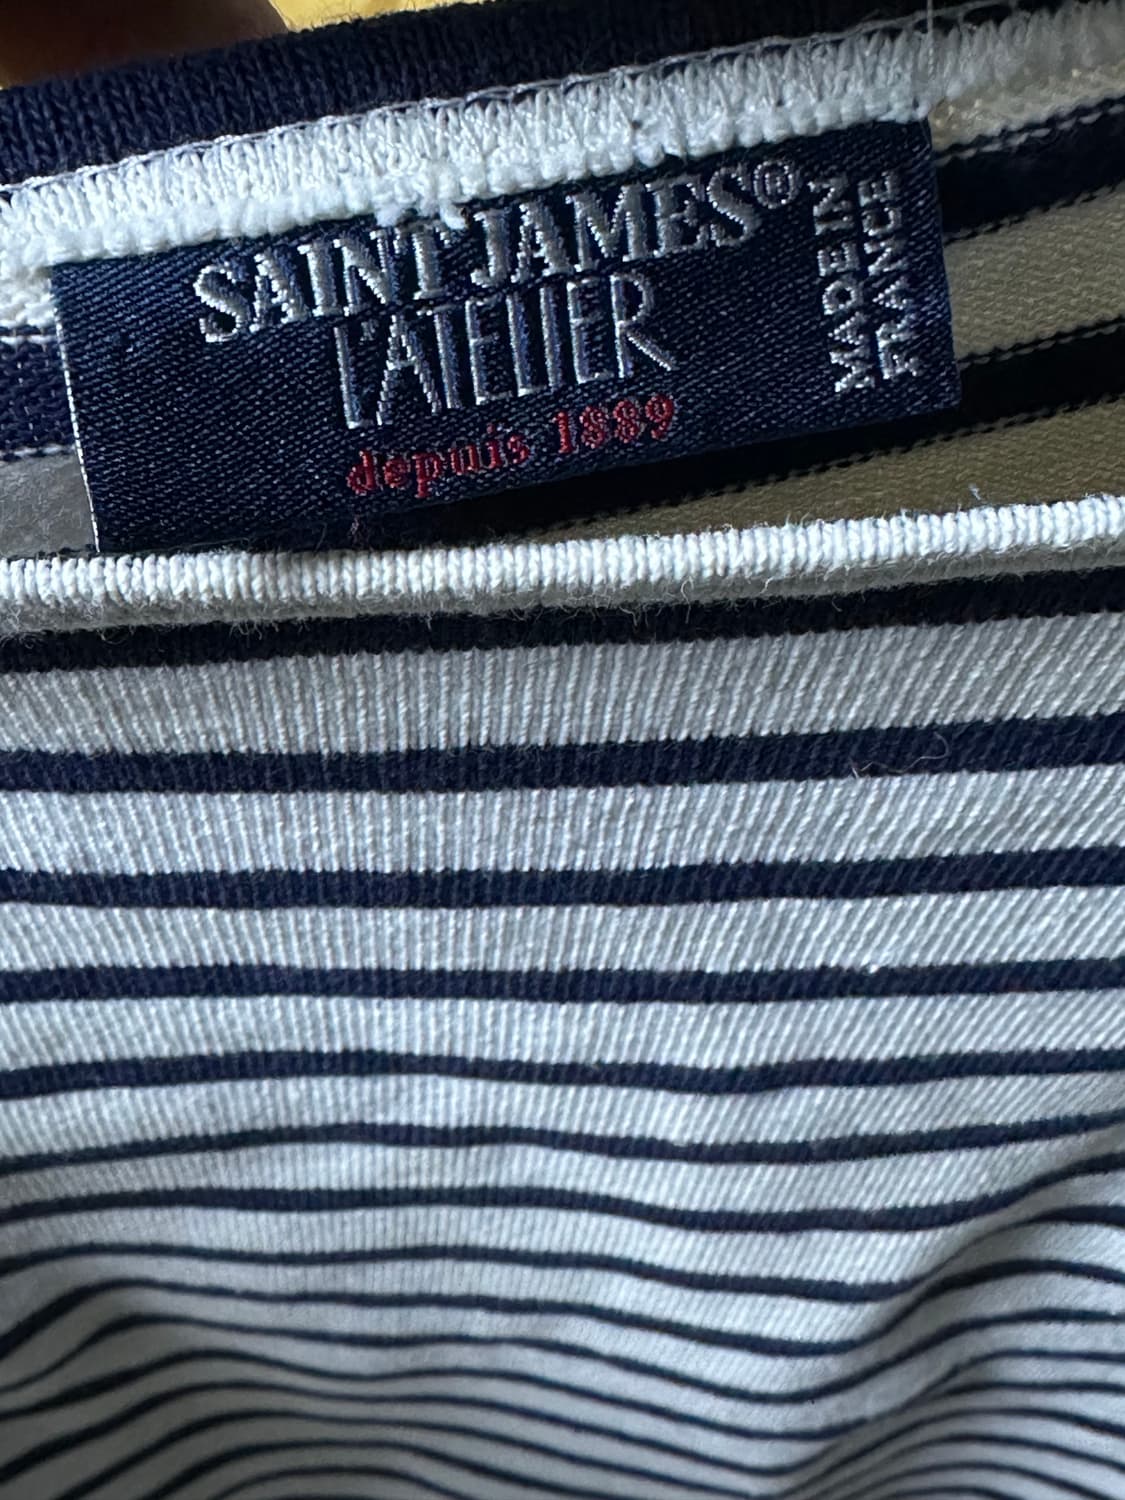 SAINT JAMES®
L'ATELIER
depuis 1889
MADE IN
FRANCE